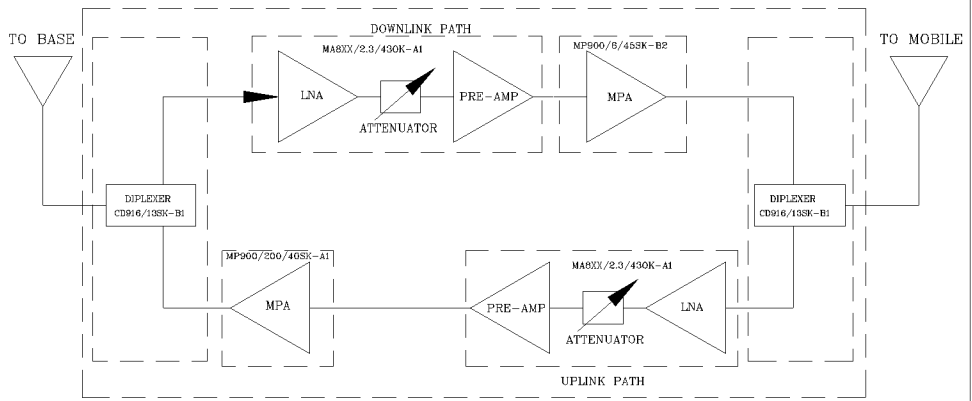 DOWNLINK PATH
TO BASE
TO MOBILE
MA8XX/2.3/430K-A1
MP900/6/45SK-B2
LNA
PRE-AMP
MPA
ATTENUATOR
DIPLEXER
CD916/13SK-B1
DIPLEXER
CD916/13SK-B1
MP900/200/40SK-A1
MA8XX/2.3/430K-A1
MPA
PRE-AMP
LNA
ATTENUATOR
UPLINK PATH